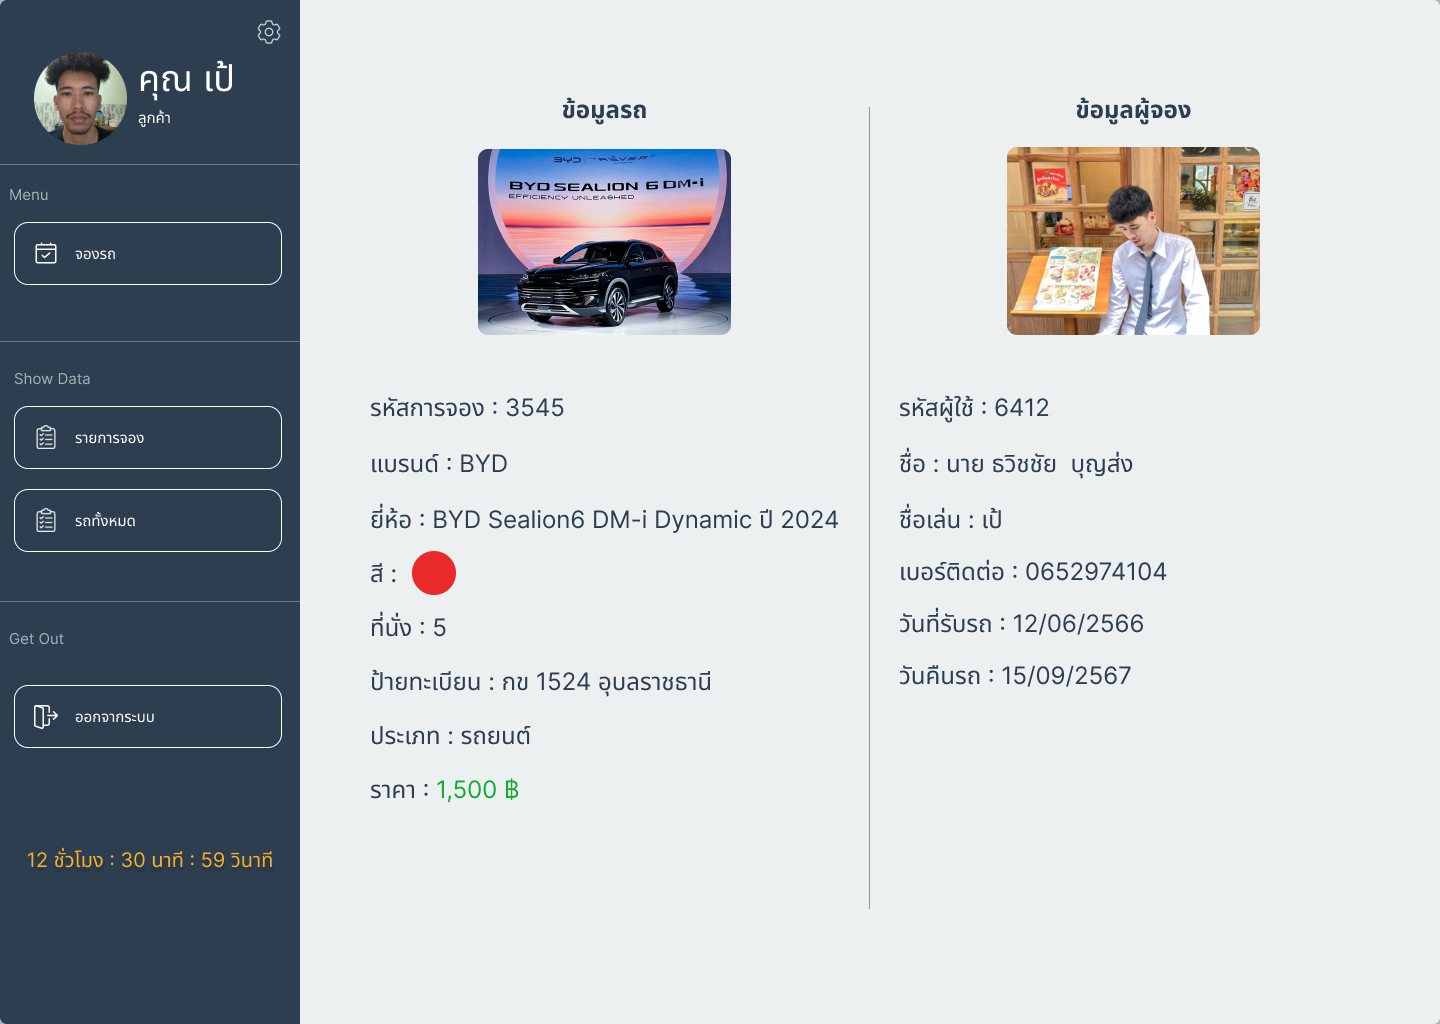 คุณ เป้
ลูกค้า
Menu
จองรถ
Show Data
รายการจอง
รถทั้งหมด
Get Out
ออกจากระบบ
12 ชั่วโมง : 30 นาที : 59 วินาที
ข้อมูลรถ
BYD
BYD SEALION 6 DM-i
EFFICIENCY UNLEASHED
รหัสการจอง : 3545
แบรนด์ : BYD
ยี่ห้อ : BYD Sealion6 DM-i Dynamic ปี 2024
สี :
ที่นั่ง : 5
ป้ายทะเบียน : กข 1524 อุบลราชธานี
ประเภท : รถยนต์
ราคา : 1,500 ฿
ข้อมูลผู้จอง
รหัสผู้ใช้ : 6412
ชื่อ : นาย ธวิชชัย  บุญส่ง
ชื่อเล่น : เป้
เบอร์ติดต่อ : 0652974104
วันที่รับรถ : 12/06/2566
วันคืนรถ : 15/09/2567